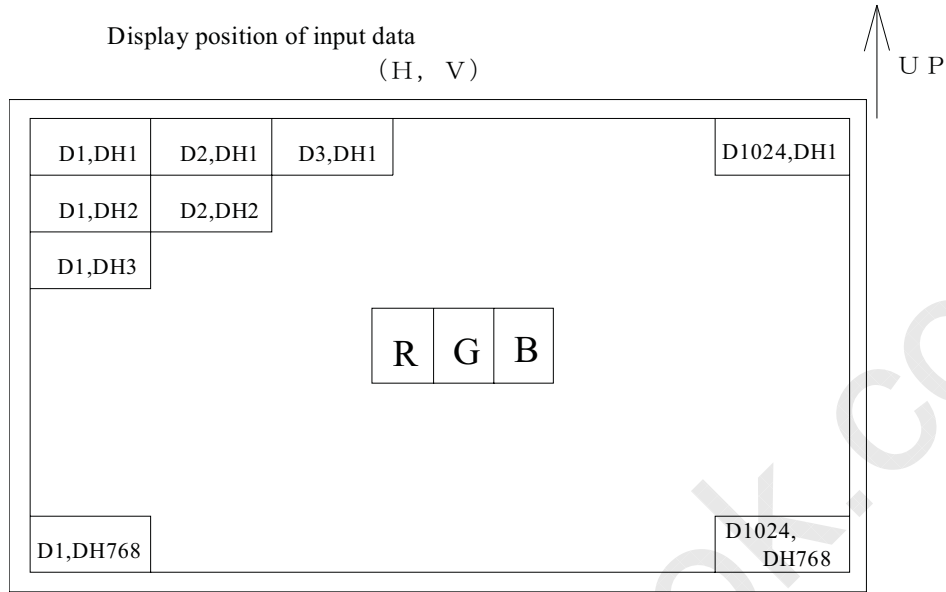 Display position of input data
(H, V)
UP
D1,DH1 D2,DH1 D3,DH1 D1024,DH1
D1,DH2 D2,DH2
D1,DH3
R G B
D1,DH768 D1024,
DH768